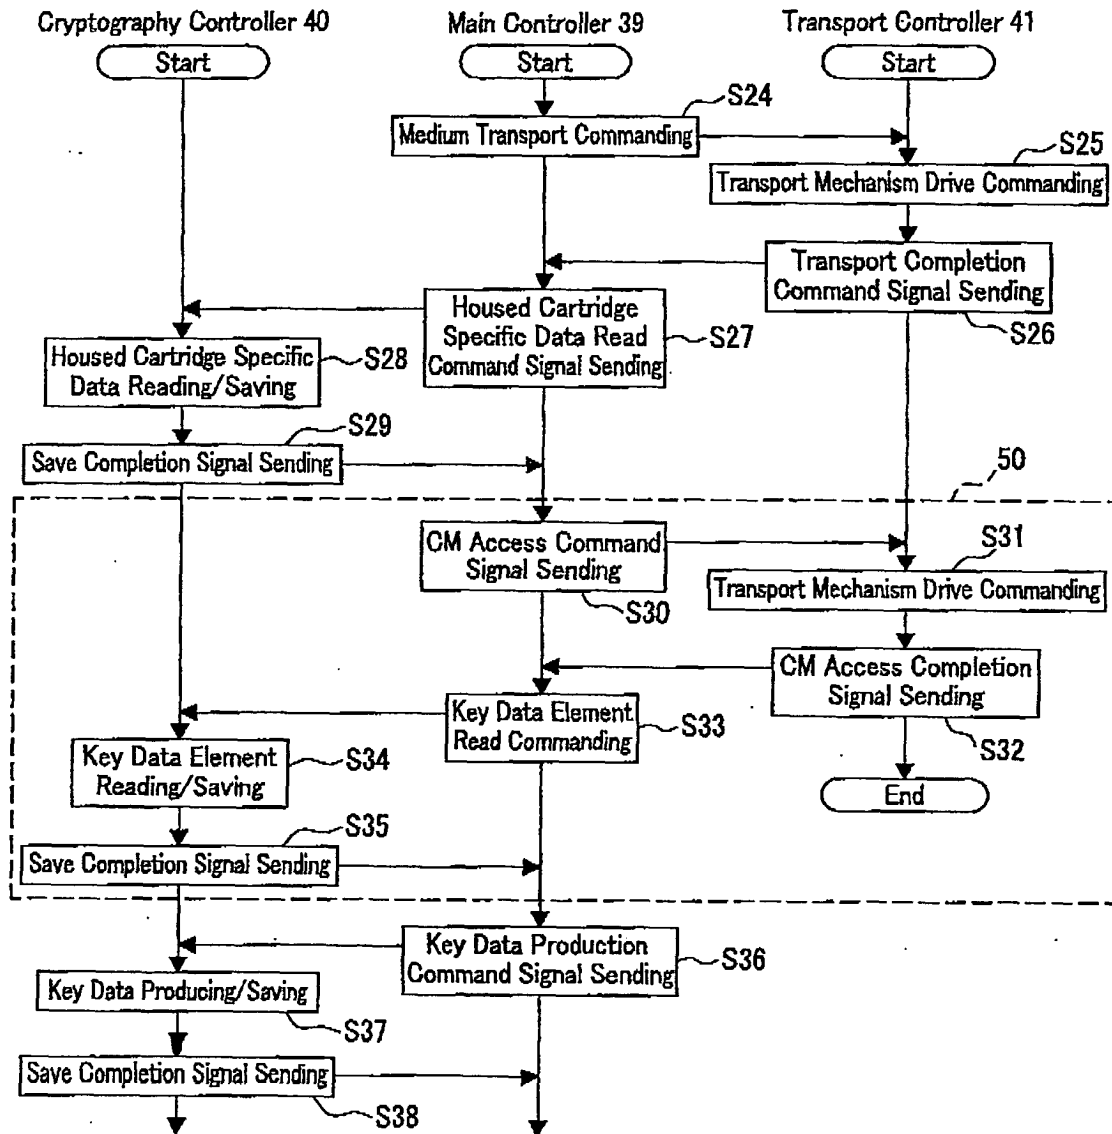 Cryptography Controller 40
Main Controller 39
Transport Controller 41
Start
Start
Start
S24
Medium Transport Commanding
S25
Transport Mechanism Drive Commanding
Transport Completion
Command Signal Sending
S26
Housed Cartridge
Specific Data Read
Command Signal Sending
S27
Housed Cartridge Specific
Data Reading/Saving
S28
S29
Save Completion Signal Sending
50
CM Access Command
Signal Sending
S30
S31
Transport Mechanism Drive Commanding
CM Access Completion
Signal Sending
S32
Key Data Element
Read Commanding
S33
Key Data Element
Reading/Saving
S34
End
S35
Save Completion Signal Sending
Key Data Production
Command Signal Sending
S36
Key Data Producing/Saving
S37
Save Completion Signal Sending
S38